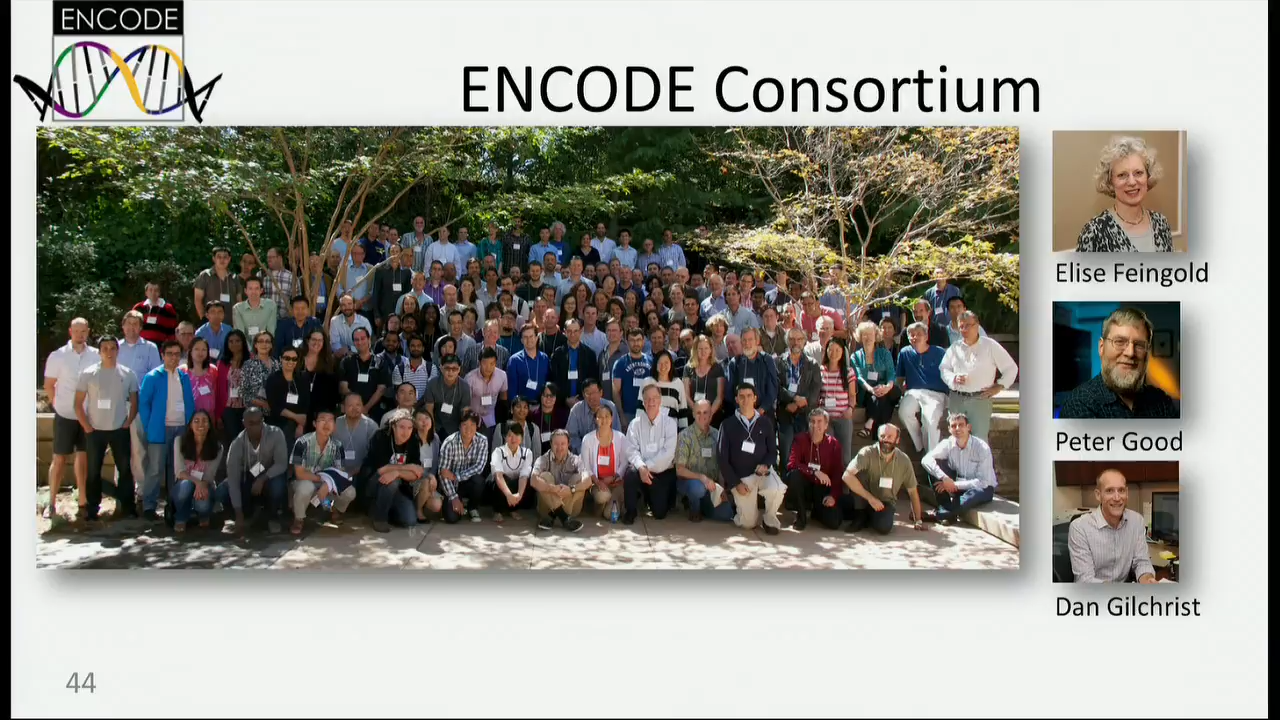 ENCODE
ENCODE Consortium
Elise Feingold
Peter Good
Dan Gilchrist
44